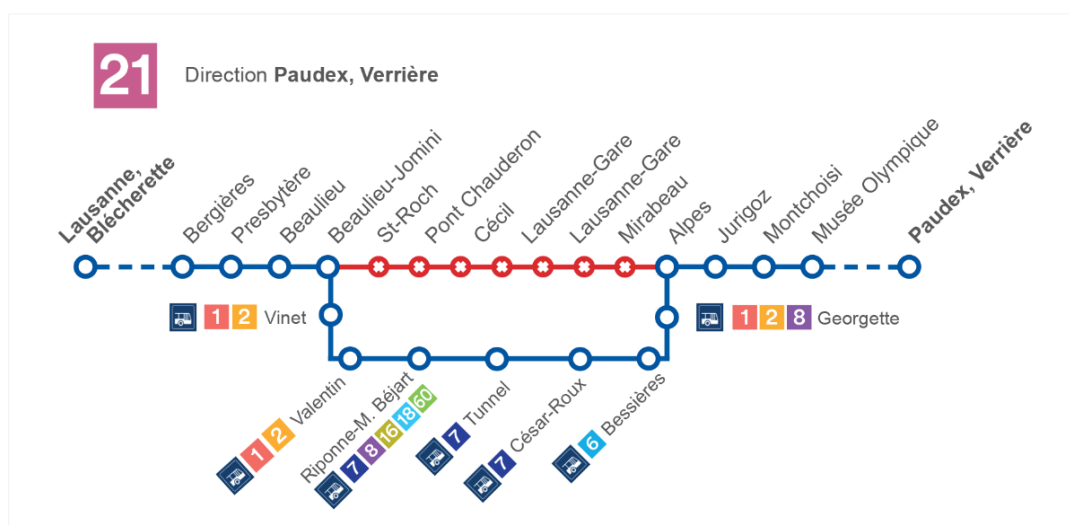 21
Direction Paudex, Verrière
Lausanne,
Blécherette
Bergières
Presbytère
Beaulieu
Beaulieu-Jomini
St-Roch
Pont Chauderon
Cécil
Lausanne-Gare
Lausanne-Gare
Mirabeau
Alpes
Jurigoz
Montchoisi
Musée Olympique
Paudex, Verrière
1 2 Vinet
1 2 8 Georgette
1 2 Valentin
Riponne-M. Béjart
7 8 16 18 60
7 Tunnel
7 César-Roux
6 Bessières